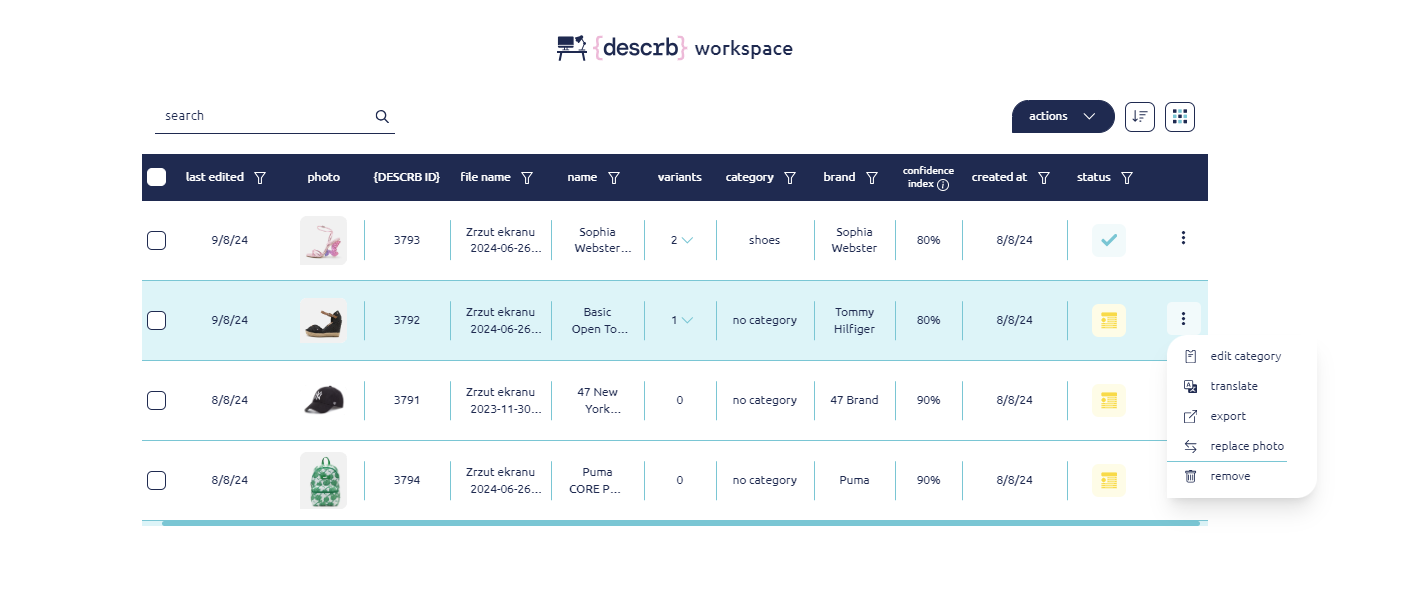 {descrb} workspace
search
actions
last edited photo {DESCRB ID} file name name variants category brand confidence index created at status
9/8/24 3793 Zrzut ekranu 2024-06-26... Sophia Webster... 2 shoes Sophia Webster 80% 8/8/24
9/8/24 3792 Zrzut ekranu 2024-06-26... Basic Open To... 1 no category Tommy Hilfiger 80% 8/8/24
edit category
translate
8/8/24 3791 Zrzut ekranu 2023-11-30... 47 New York... 0 no category 47 Brand 90% 8/8/24
export
replace photo
8/8/24 3794 Zrzut ekranu 2024-06-26... Puma CORE P... 0 no category Puma 90% 8/8/24
remove